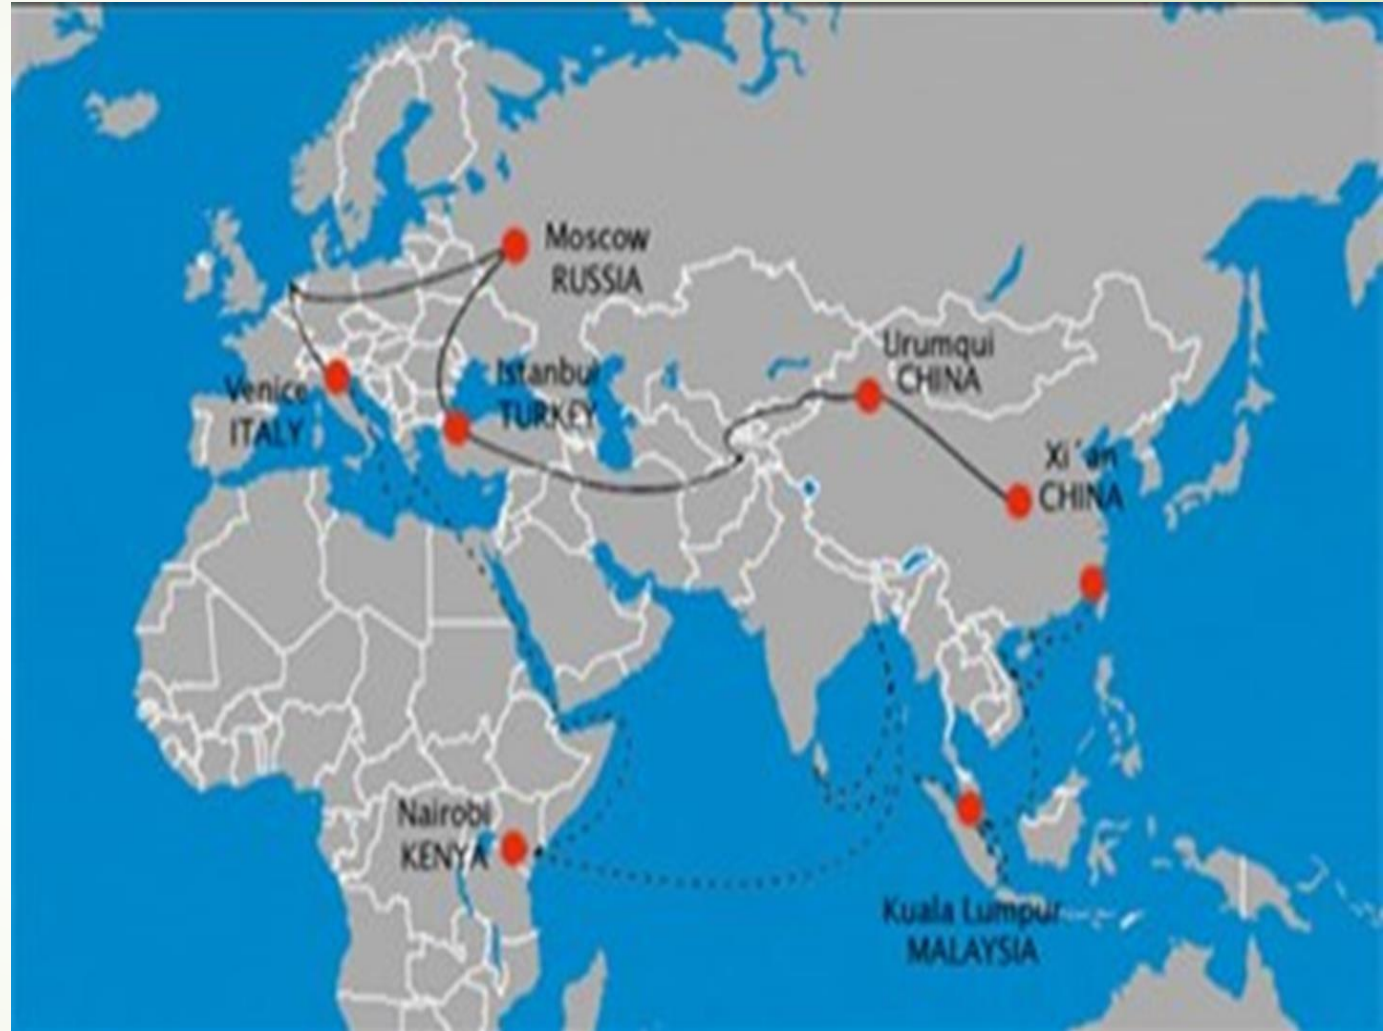 Moscow
RUSSIA
Urumqui
CHINA
Istanbul
TURKEY
Venice
ITALY
Xi´an
CHINA
Nairobi
KENYA
Kuala Lumpur
MALAYSIA